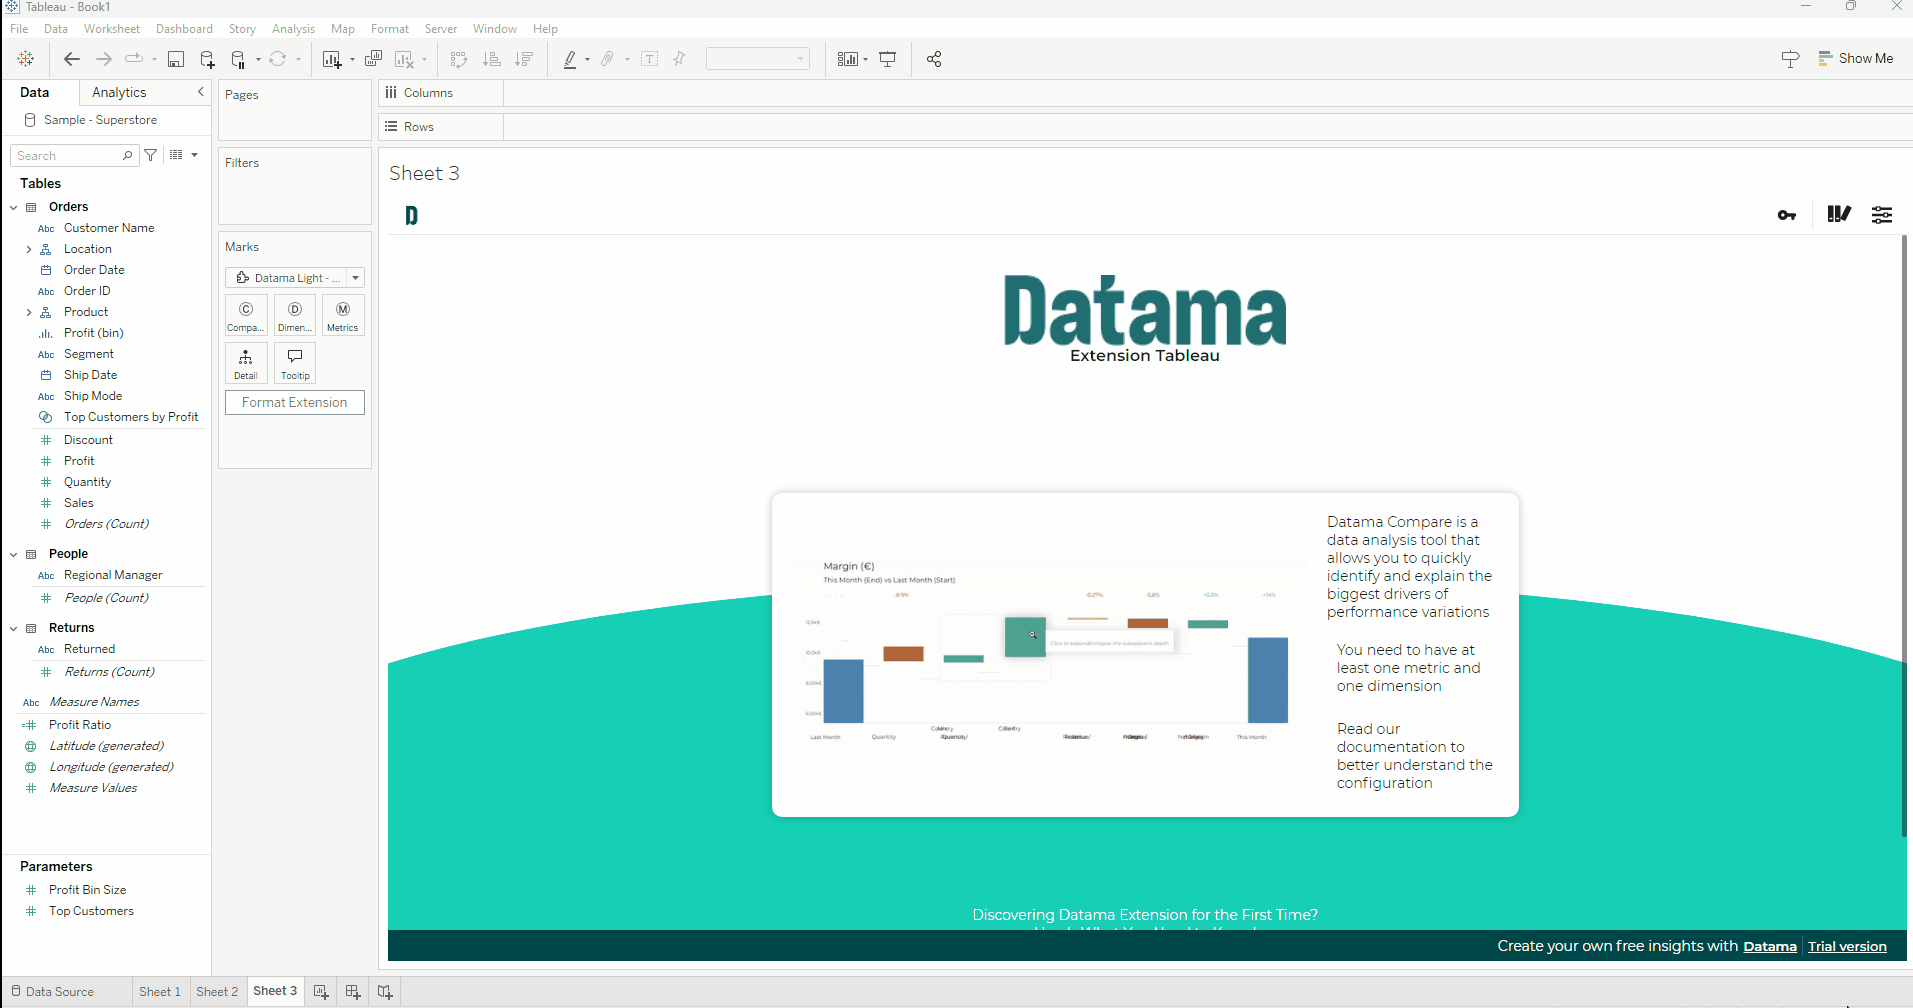 Tableau - Book1
File Data Worksheet Dashboard Story Analysis Map Format Server Window Help
Show Me
Data Analytics
Sample - Superstore
Search
Tables
Orders
Abc Customer Name
Location
Order Date
Abc Order ID
Product
Profit (bin)
Abc Segment
Ship Date
Abc Ship Mode
Top Customers by Profit
Discount
Profit
Quantity
Sales
Orders (Count)
People
Abc Regional Manager
People (Count)
Returns
Abc Returned
Returns (Count)
Abc Measure Names
Profit Ratio
Latitude (generated)
Longitude (generated)
Measure Values
Parameters
Profit Bin Size
Top Customers
Pages
Filters
Marks
Datama Light - ...
C D M
Compa... Dimen... Metrics
Detail Tooltip
Format Extension
Columns
Rows
Sheet 3
D
Datama
Extension Tableau
Margin (€)
This Month (End) vs Last Month (Start)
Click to expand/collapse the subsequent depth
Last Month Quantity This Month
Datama Compare is a
data analysis tool that
allows you to quickly
identify and explain the
biggest drivers of
performance variations
You need to have at
least one metric and
one dimension
Read our
documentation to
better understand the
configuration
Discovering Datama Extension for the First Time?
Create your own free insights with Datama Trial version
Data Source Sheet 1 Sheet 2 Sheet 3